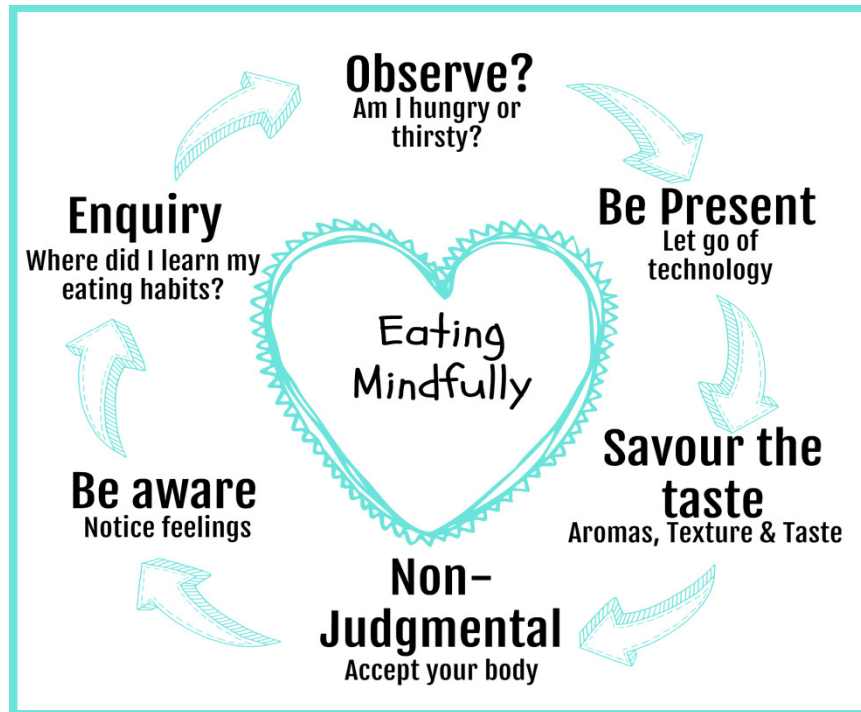 Observe?
Am I hungry or
thirsty?
Be Present
Let go of
technology
Savour the
taste
Aromas, Texture & Taste
Non-
Judgmental
Accept your body
Be aware
Notice feelings
Enquiry
Where did I learn my
eating habits?
Eating
Mindfully